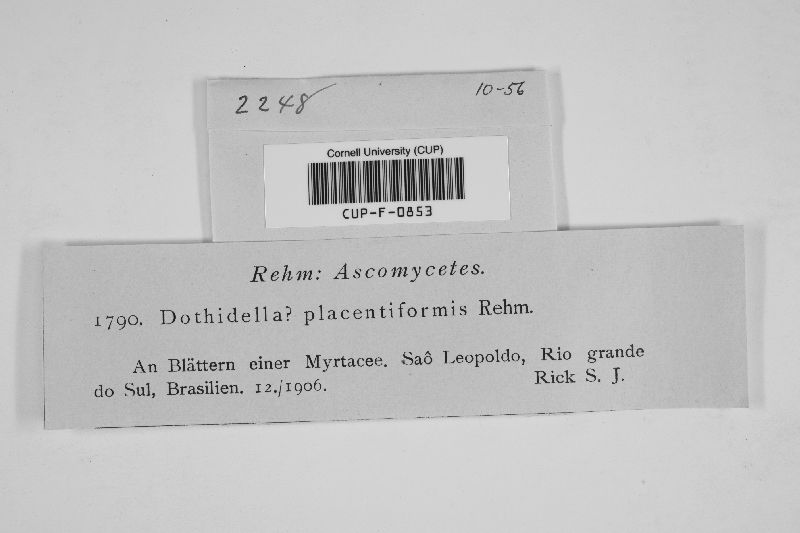 2248
10-56
Cornell University (CUP)
CUP-F-0853
Rehm: Ascomycetes.
1790. Dothidella? placentiformis Rehm.
An Blättern einer Myrtacee. Saô Leopoldo, Rio grande
do Sul, Brasilien. 12./1906. Rick S. J.